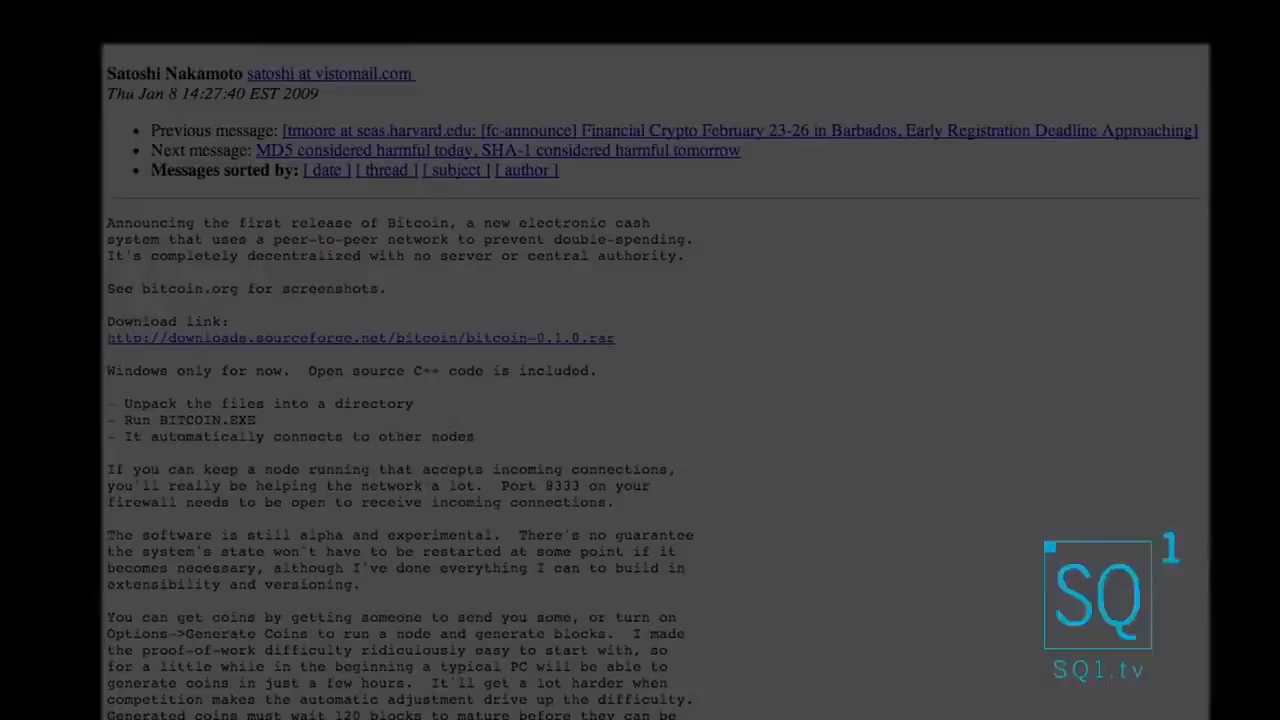 Satoshi Nakamoto satoshi at vistomail.com
Thu Jan 8 14:27:40 EST 2009
• Previous message: [tmoore at seas.harvard.edu: [fc-announce] Financial Crypto February 23-26 in Barbados, Early Registration Deadline Approaching]
• Next message: MD5 considered harmful today, SHA-1 considered harmful tomorrow
• Messages sorted by: [ date ] [ thread ] [ subject ] [ author ]
Announcing the first release of Bitcoin, a new electronic cash
system that uses a peer-to-peer network to prevent double-spending.
It's completely decentralized with no server or central authority.
See bitcoin.org for screenshots.
Download link:
http://downloads.sourceforge.net/bitcoin/bitcoin-0.1.0.rar
Windows only for now.  Open source C++ code is included.
- Unpack the files into a directory
- Run BITCOIN.EXE
- It automatically connects to other nodes
If you can keep a node running that accepts incoming connections,
you'll really be helping the network a lot.  Port 8333 on your
firewall needs to be open to receive incoming connections.
The software is still alpha and experimental.  There's no guarantee
the system's state won't have to be restarted at some point if it
becomes necessary, although I've done everything I can to build in
extensibility and versioning.
You can get coins by getting someone to send you some, or turn on
Options->Generate Coins to run a node and generate blocks.  I made
the proof-of-work difficulty ridiculously easy to start with, so
for a little while in the beginning a typical PC will be able to
generate coins in just a few hours.  It'll get a lot harder when
competition makes the automatic adjustment drive up the difficulty.
Generated coins must wait 120 blocks to mature before they can be
SQ1
SQ1.tv